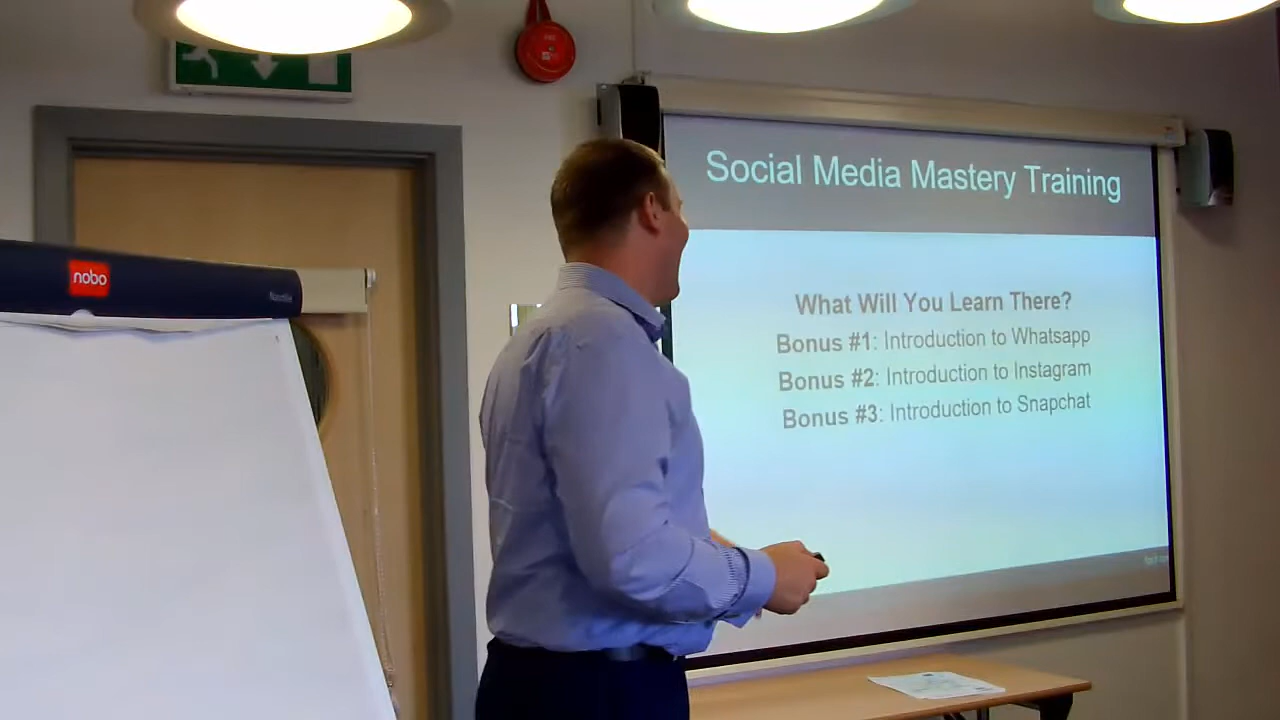 nobo
Social Media Mastery Training
What Will You Learn There?
Bonus #1: Introduction to Whatsapp
Bonus #2: Introduction to Instagram
Bonus #3: Introduction to Snapchat